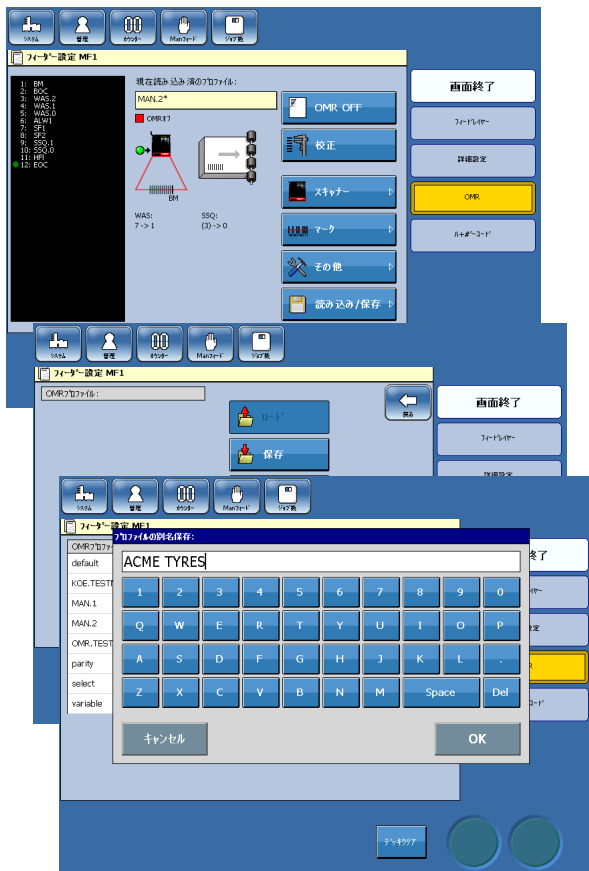 システム
管理
カウンター
Manフィード
ジョブ換
フィーダー設定 MF1
1: BM
2: BOC
3: WAS.2
4: WAS.1
5: WAS.0
6: ALW1
7: SF1
8: SF2
9: SSQ.1
10: SSQ.0
11: HFI
12: EOC
現在読み込み済のプロファイル:
MAN.2*
OMRオフ
BM
WAS:
7 -> 1
SSQ:
(3) -> 0
OMR OFF
校正
スキャナー
マーク
その他
読み込み/保存
画面終了
フィードレイヤー
詳細設定
OMR
バーコード
システム
管理
カウンター
Manフィード
ジョブ換
フィーダー設定 MF1
OMRプロファイル:
ロード
保存
戻る
画面終了
フィードレイヤー
詳細設定
システム
管理
カウンター
Manフィード
ジョブ換
フィーダー設定 MF1
OMRプロファ
default
MAN.1
MAN.2
OMR.TEST
parity
select
variable
プロファイルの別名保存:
ACME TYRES
1 2 3 4 5 6 7 8 9 0
Q W E R T Y U I O P
A S D F G H J K L .
Z X C V B N M Space Del
キャンセル
OK
終了
デッキクリア